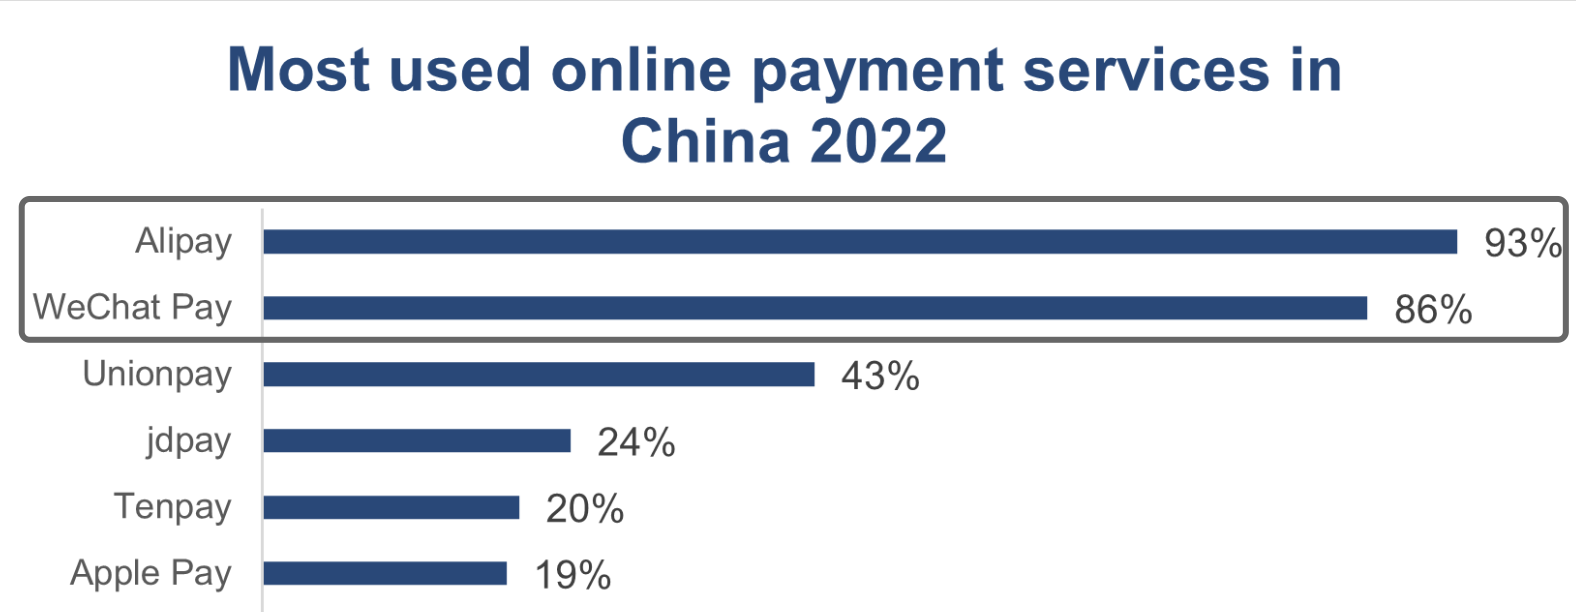 Most used online payment services in
China 2022
Alipay 93%
WeChat Pay 86%
Unionpay 43%
jdpay 24%
Tenpay 20%
Apple Pay 19%